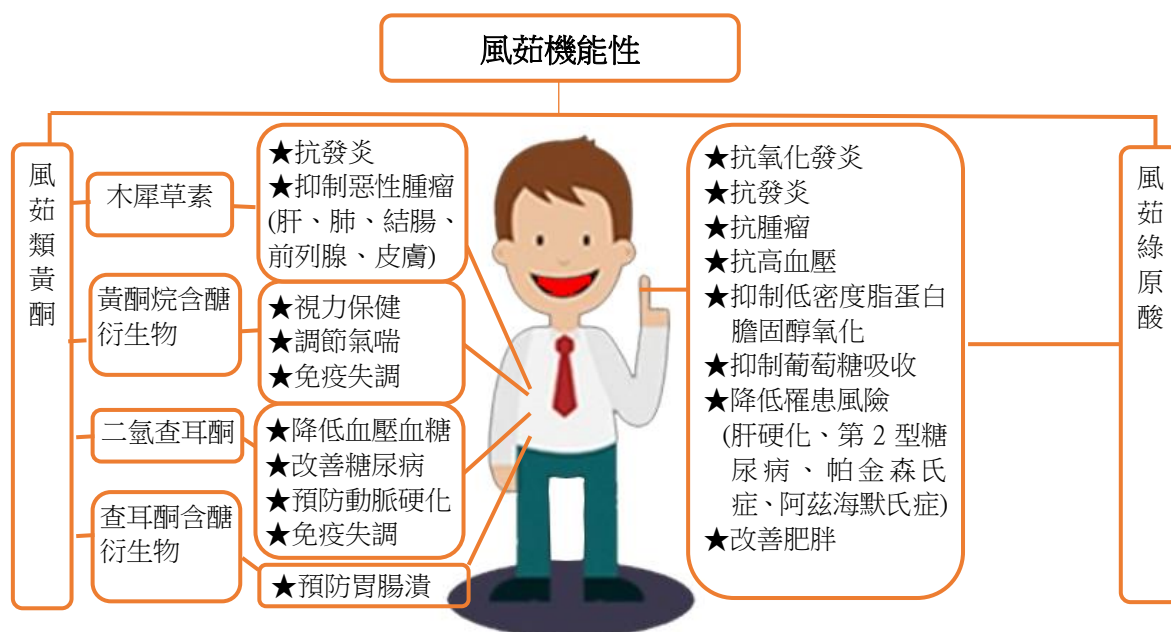 風茹機能性
風茹類黃酮
木犀草素
★抗發炎
★抑制惡性腫瘤
(肝、肺、結腸、
前列腺、皮膚)
黃酮烷含醣
衍生物
★視力保健
★調節氣喘
★免疫失調
二氫查耳酮
★降低血壓血糖
★改善糖尿病
★預防動脈硬化
★免疫失調
查耳酮含醣
衍生物
★預防胃腸潰
★抗氧化發炎
★抗發炎
★抗腫瘤
★抗高血壓
★抑制低密度脂蛋白
膽固醇氧化
★抑制葡萄糖吸收
★降低罹患風險
(肝硬化、第 2 型糖
尿病、帕金森氏
症、阿茲海默氏症)
★改善肥胖
風茹綠原酸